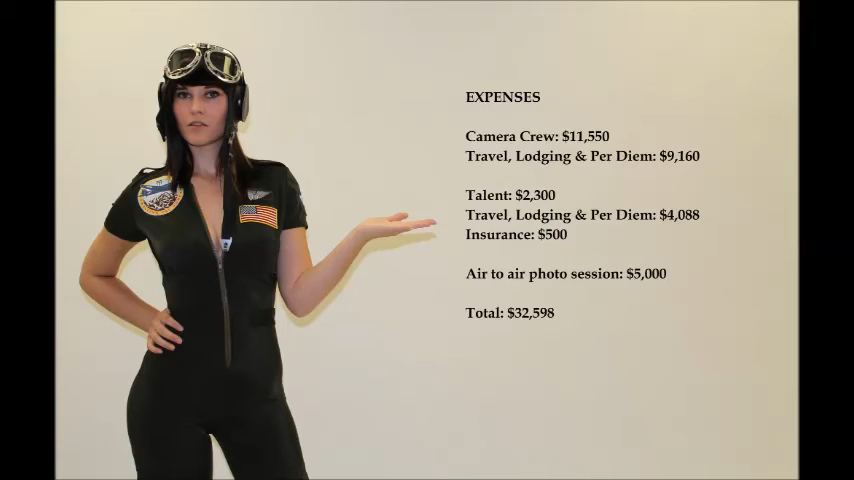 EXPENSES
Camera Crew: $11,550
Travel, Lodging & Per Diem: $9,160
Talent: $2,300
Travel, Lodging & Per Diem: $4,088
Insurance: $500
Air to air photo session: $5,000
Total: $32,598